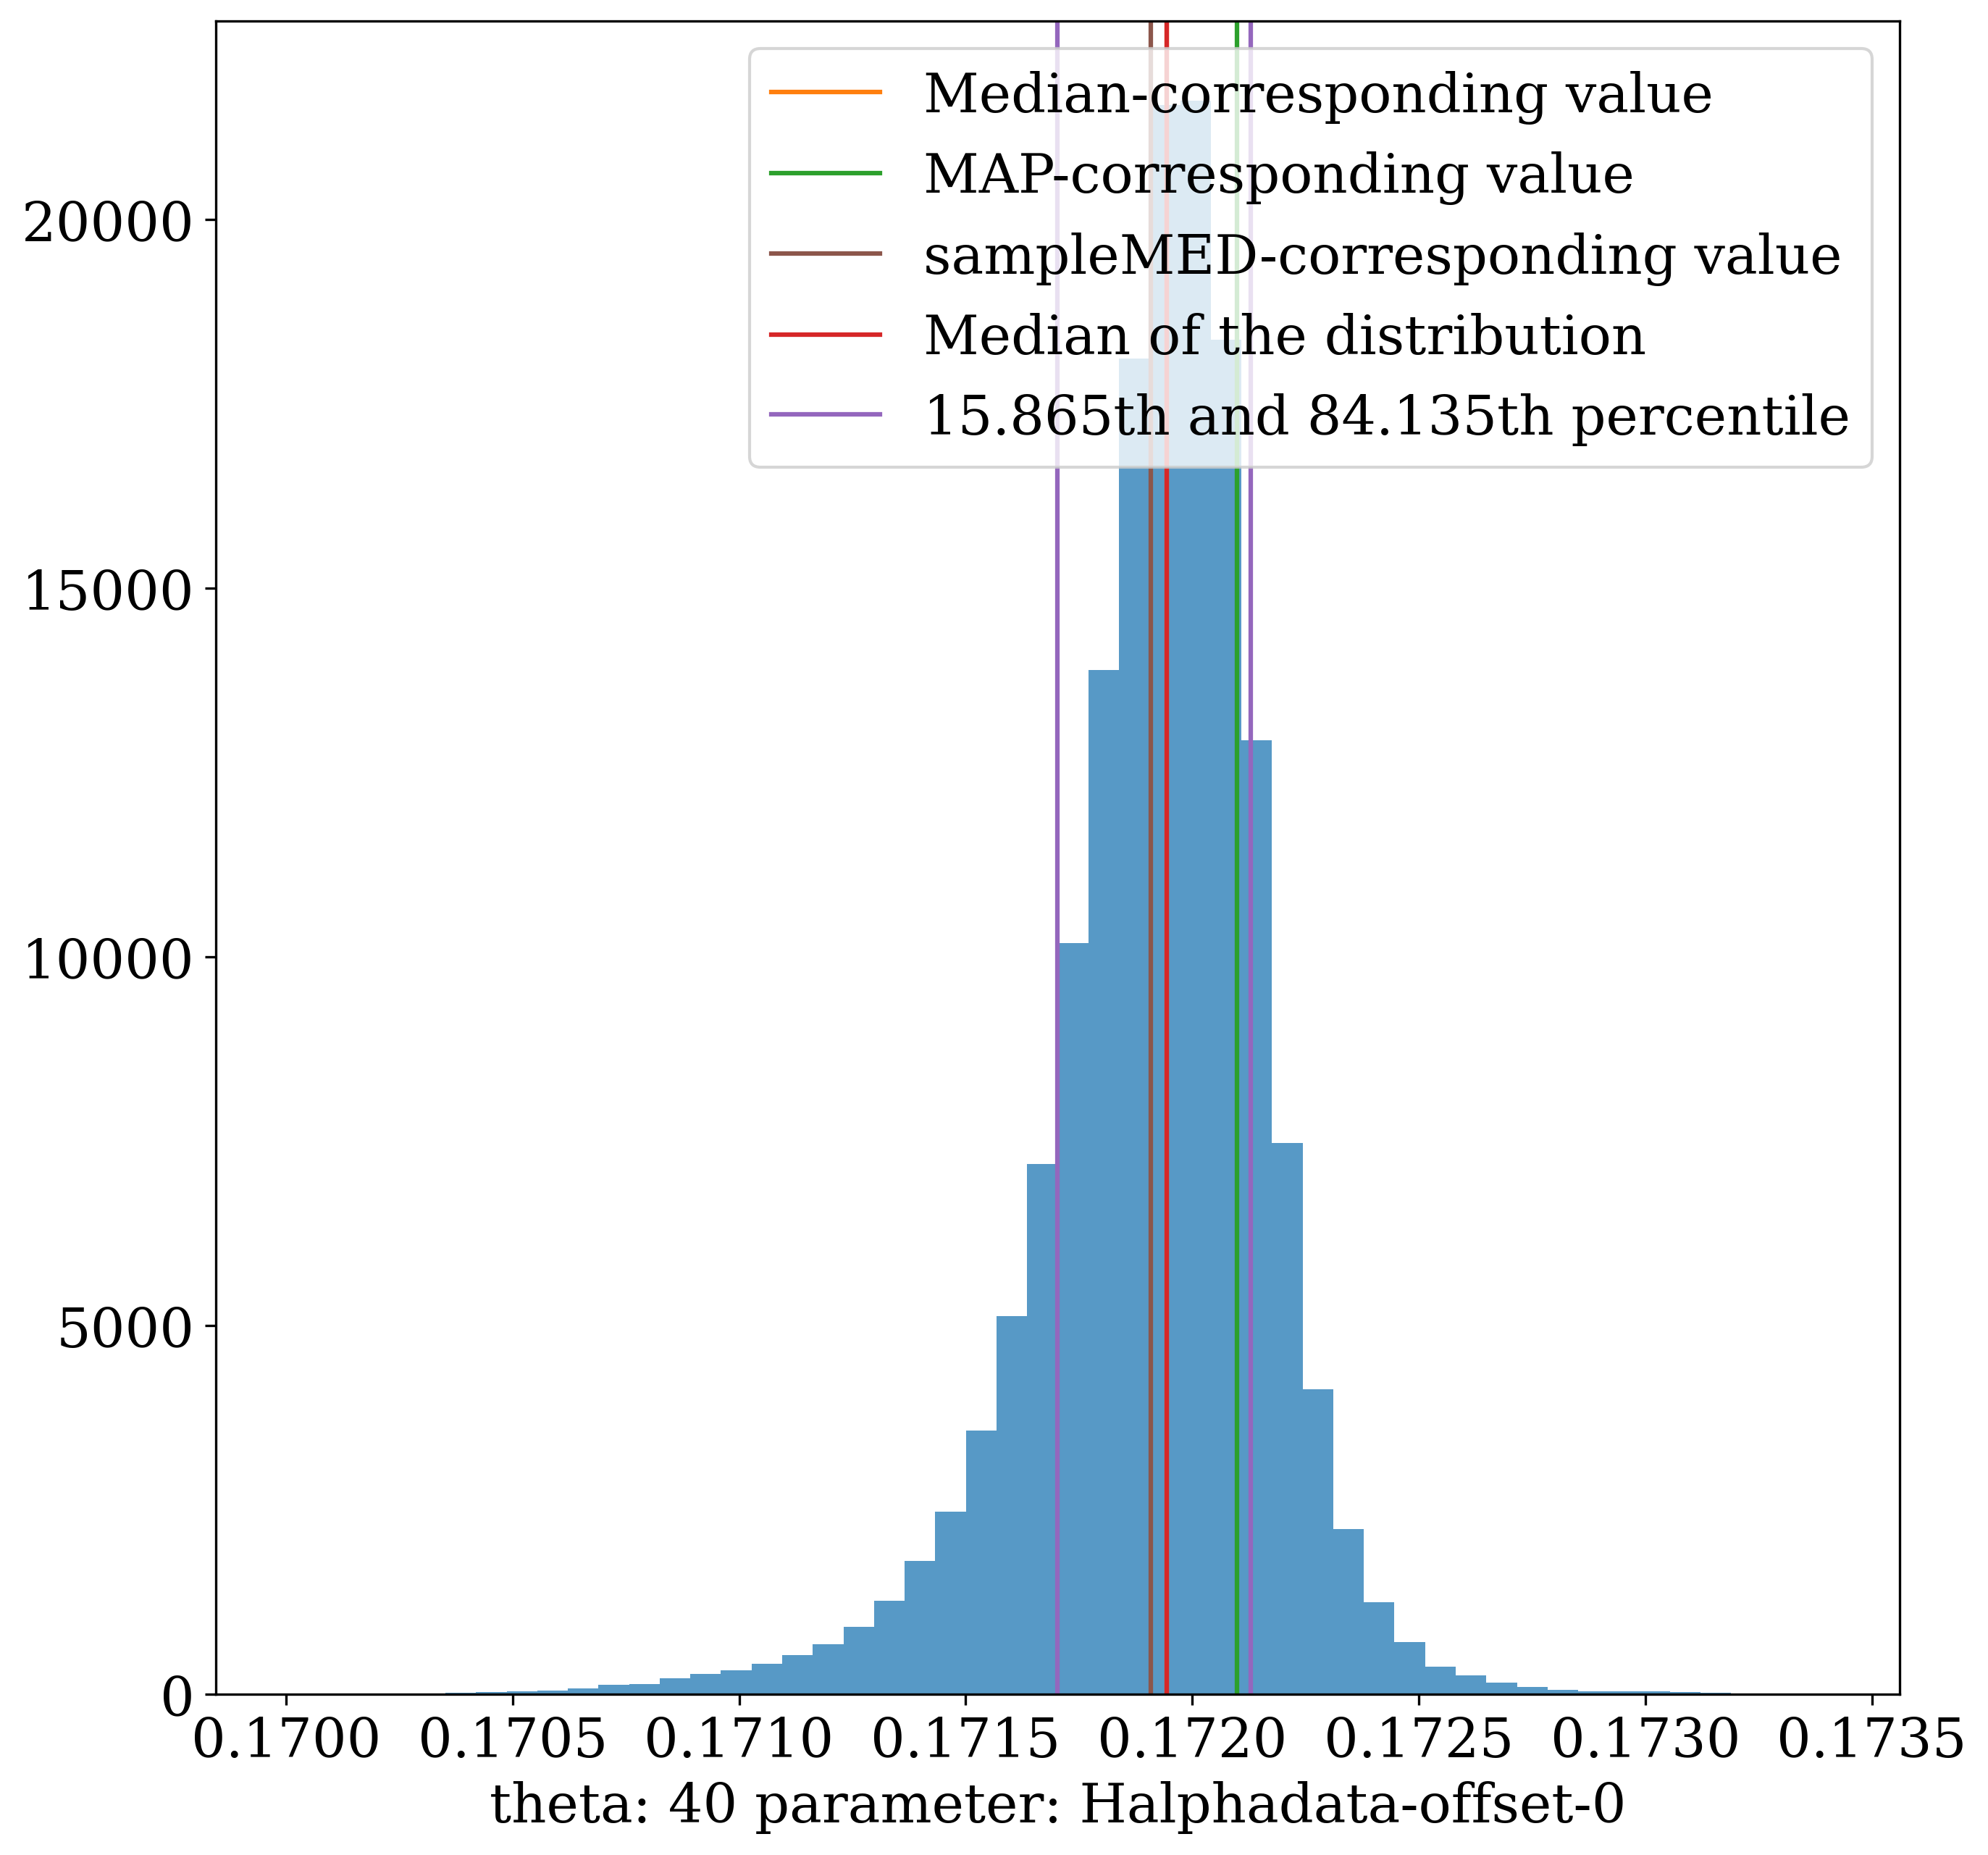 Median-corresponding value
MAP-corresponding value
sampleMED-corresponding value
Median of the distribution
15.865th and 84.135th percentile
20000
15000
10000
5000
0
0.1700 0.1705 0.1710 0.1715 0.1720 0.1725 0.1730 0.1735
theta: 40 parameter: Halphadata-offset-0